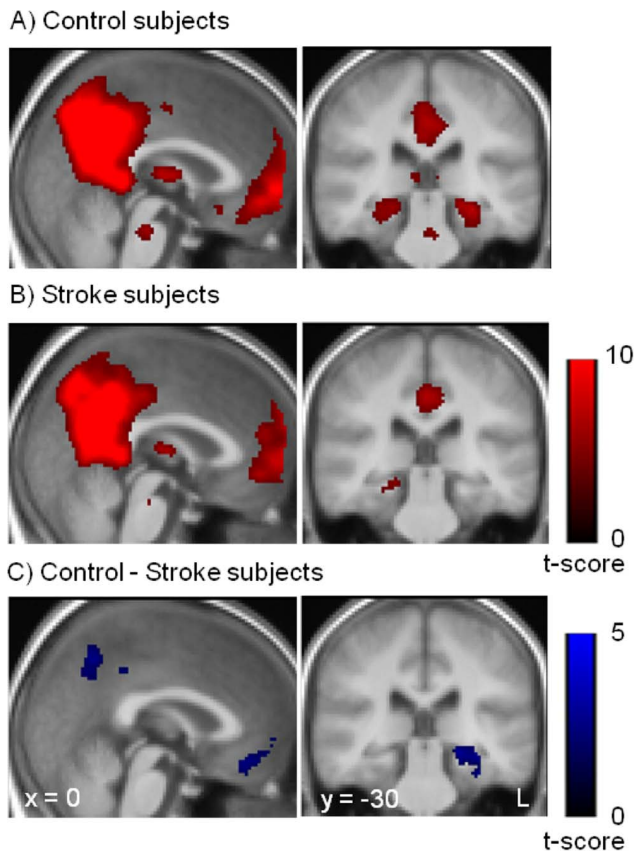 A) Control subjects
B) Stroke subjects
10
0
t-score
C) Control - Stroke subjects
5
x = 0
y = -30
L
0
t-score